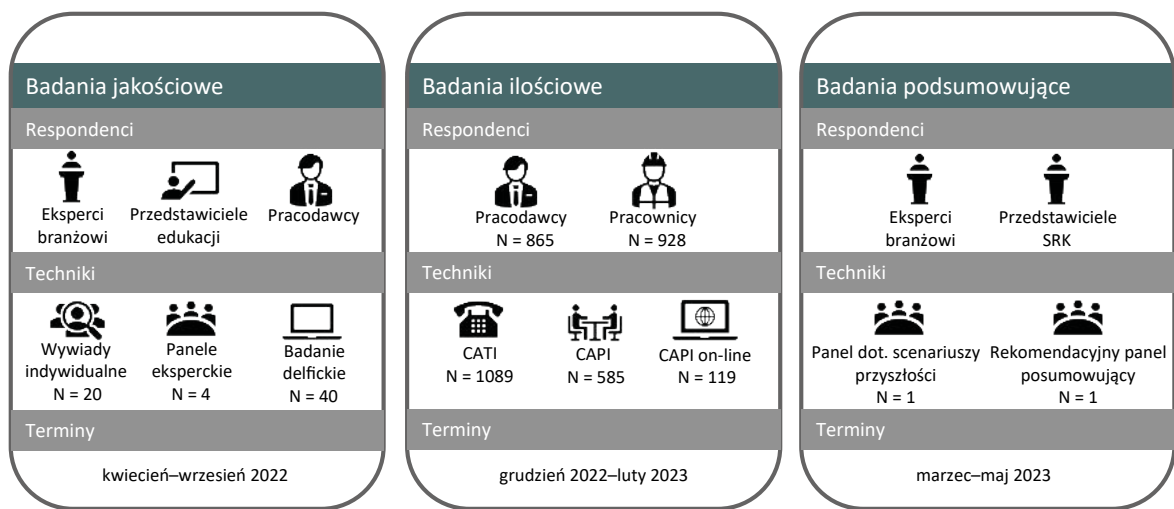 Badania jakościowe
Respondenci
Eksperci
branżowi
Przedstawiciele
edukacji
Pracodawcy
Techniki
Wywiady
indywidualne
N = 20
Panele
eksperckie
N = 4
Badanie
delfickie
N = 40
Terminy
kwiecień–wrzesień 2022
Badania ilościowe
Respondenci
Pracodawcy
N = 865
Pracownicy
N = 928
Techniki
CATI
N = 1089
CAPI
N = 585
CAPI on-line
N = 119
Terminy
grudzień 2022–luty 2023
Badania podsumowujące
Respondenci
Eksperci
branżowi
Przedstawiciele
SRK
Techniki
Panel dot. scenariuszy
przyszłości
N = 1
Rekomendacyjny panel
posumowujący
N = 1
Terminy
marzec–maj 2023